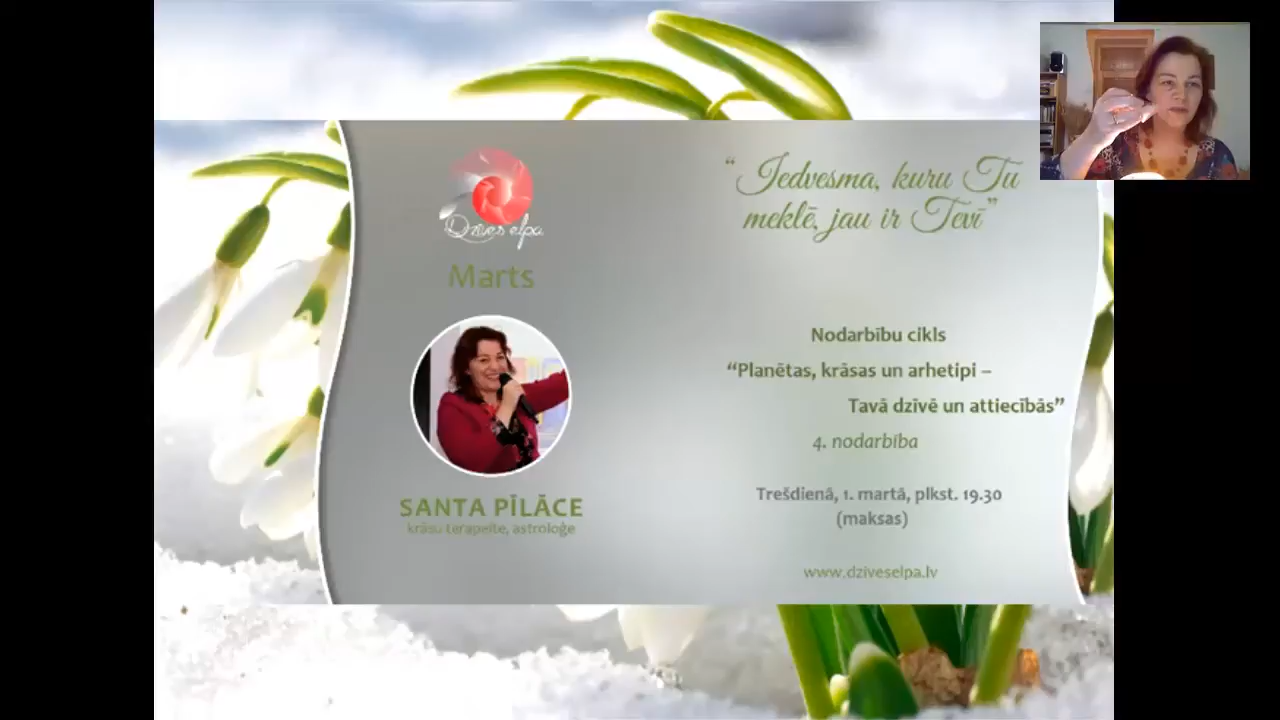 Dzīves elpa
Marts
SANTA PĪLĀCE
krāsu terapeite, astroloģe
“Iedvesma, kuru Tu
meklē, jau ir Tevī”
Nodarbību cikls
“Planētas, krāsas un arhetipi –
Tavā dzīvē un attiecībās”
4. nodarbība
Trešdienā, 1. martā, plkst. 19.30
(maksas)
www.dziveselpa.lv